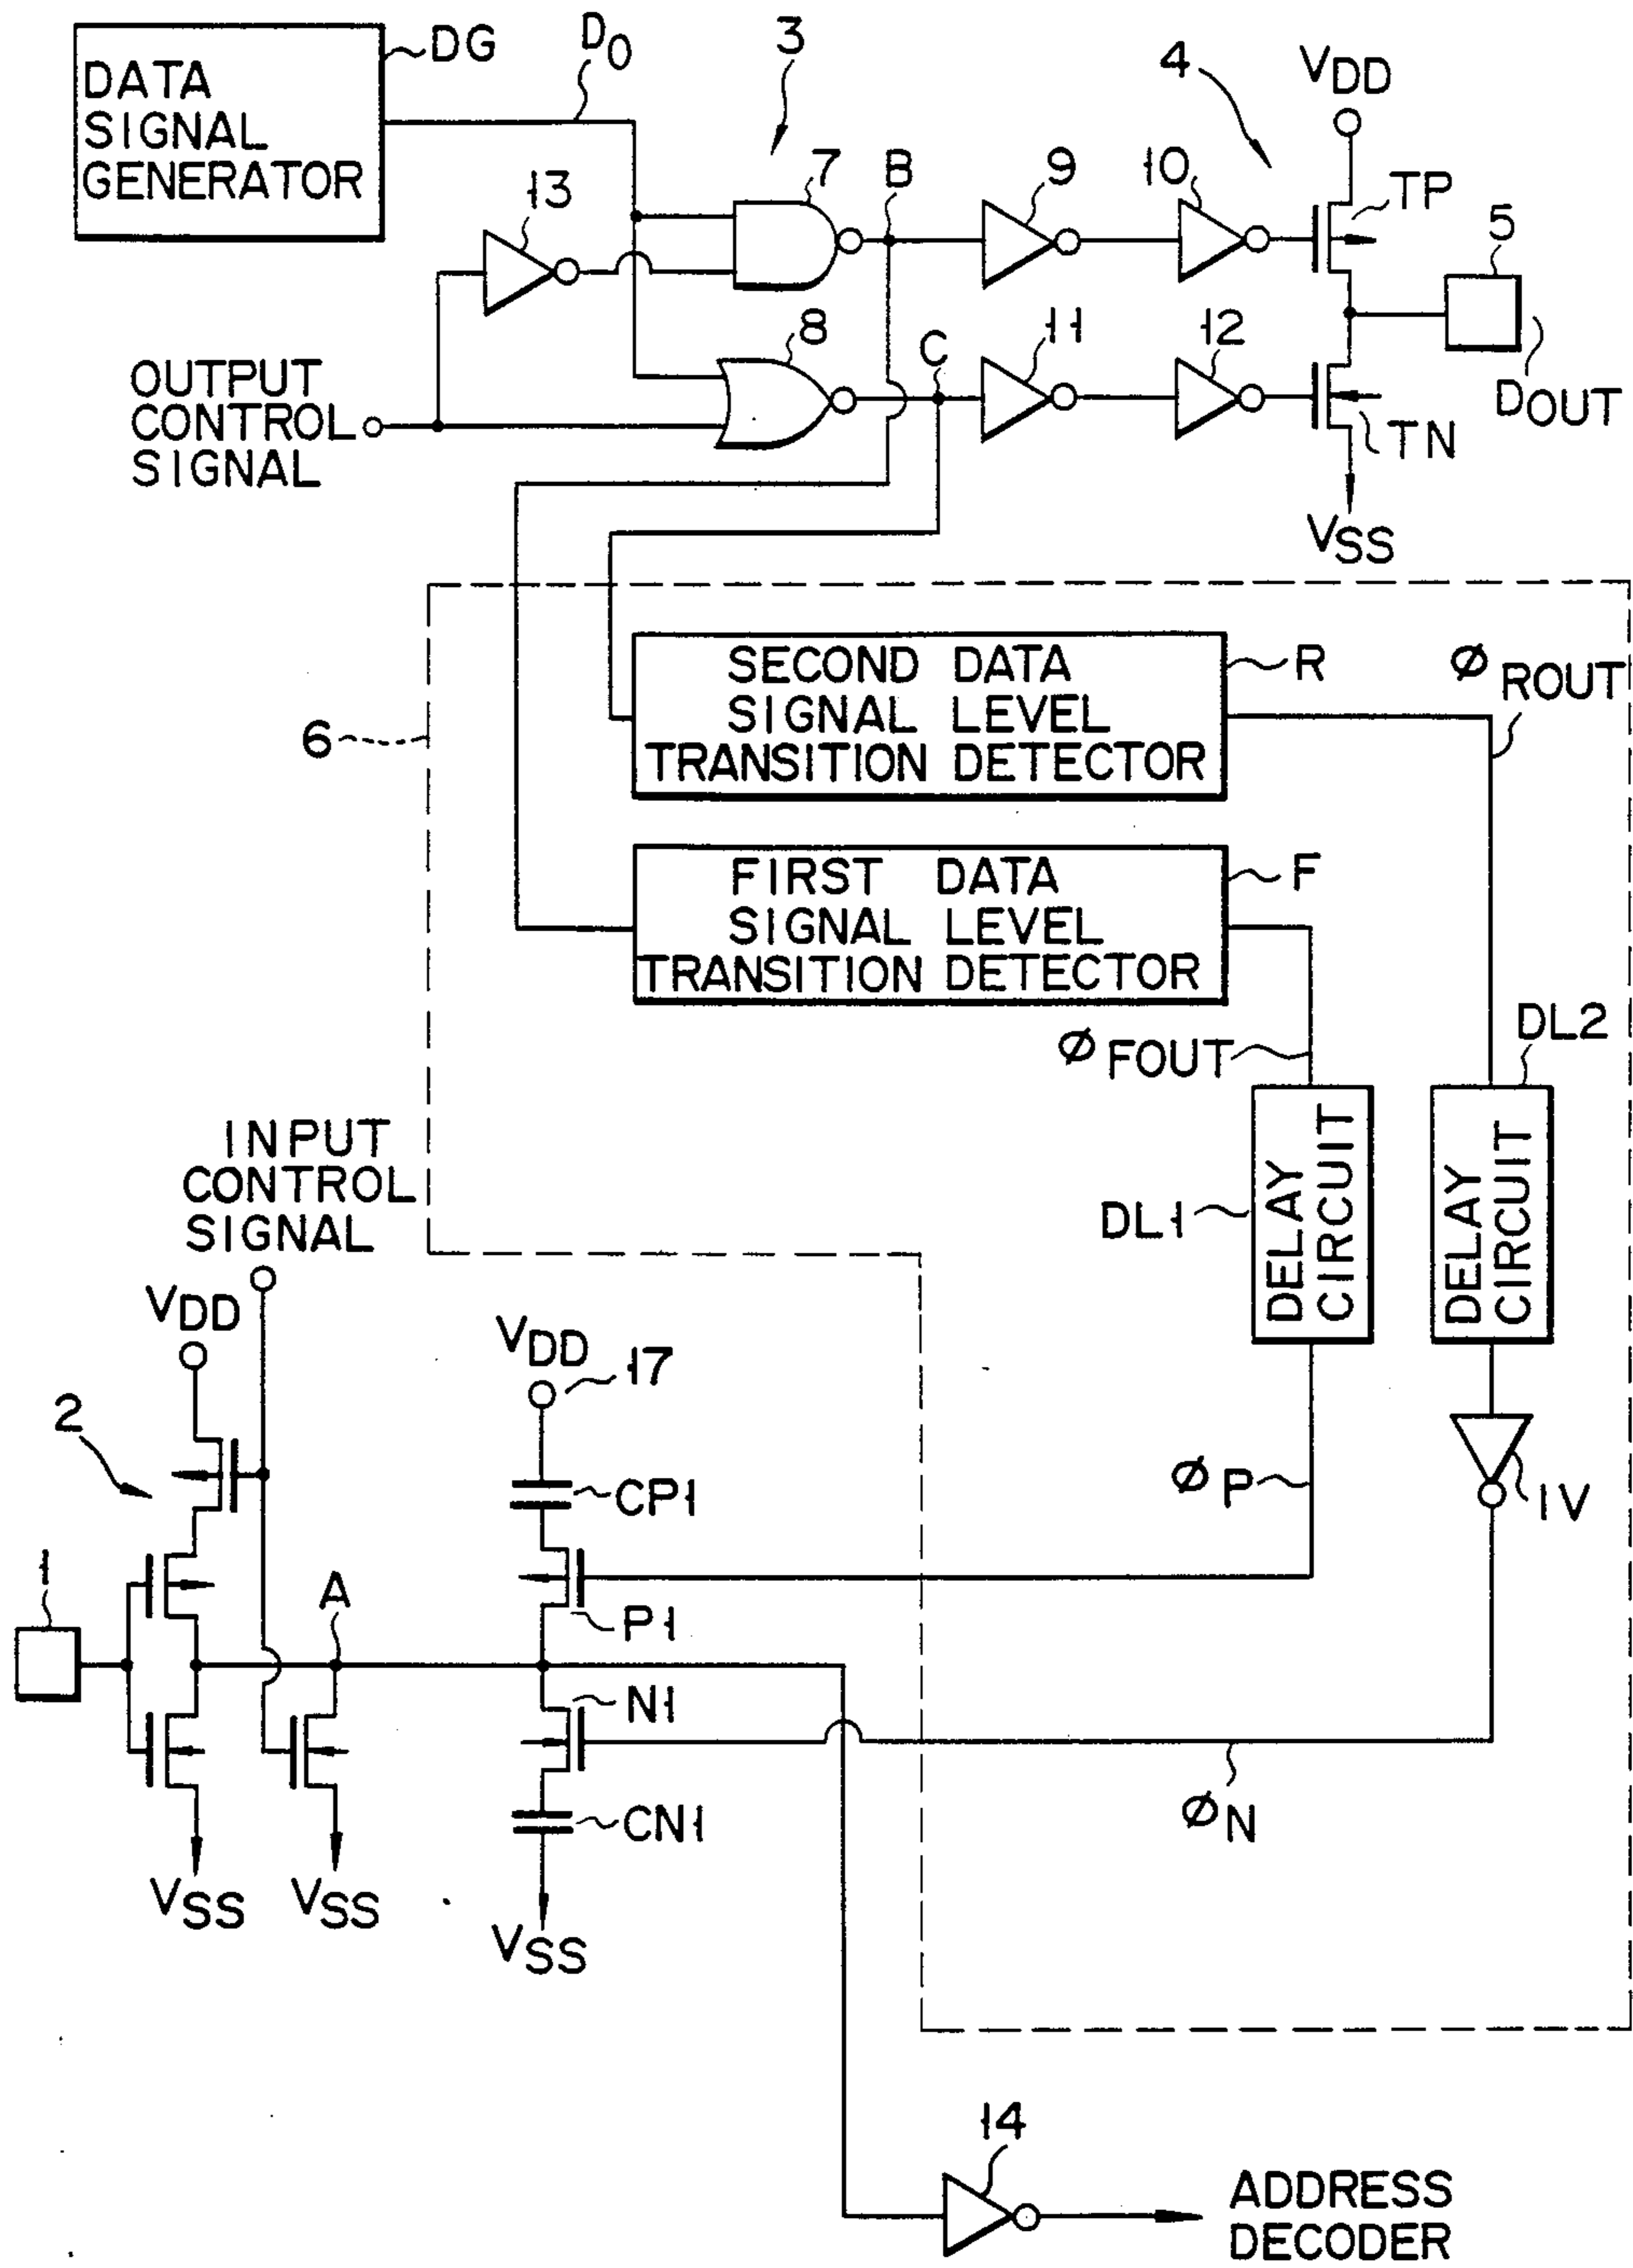 DATA
SIGNAL
GENERATOR
DG
D0
3
4
VDD
13
7
B
9
10
TP
5
OUTPUT
CONTROL
SIGNAL
8
C
11
12
DOUT
TN
VSS
6
SECOND DATA
SIGNAL LEVEL
TRANSITION DETECTOR
R
ØROUT
FIRST DATA
SIGNAL LEVEL
TRANSITION DETECTOR
F
ØFOUT
DL2
INPUT
CONTROL
SIGNAL
DL1
DELAY
CIRCUIT
DELAY
CIRCUIT
VDD
VDD
17
2
CP1
ØP
IV
1
A
P1
N1
CN1
ØN
VSS
VSS
VSS
14
ADDRESS
DECODER